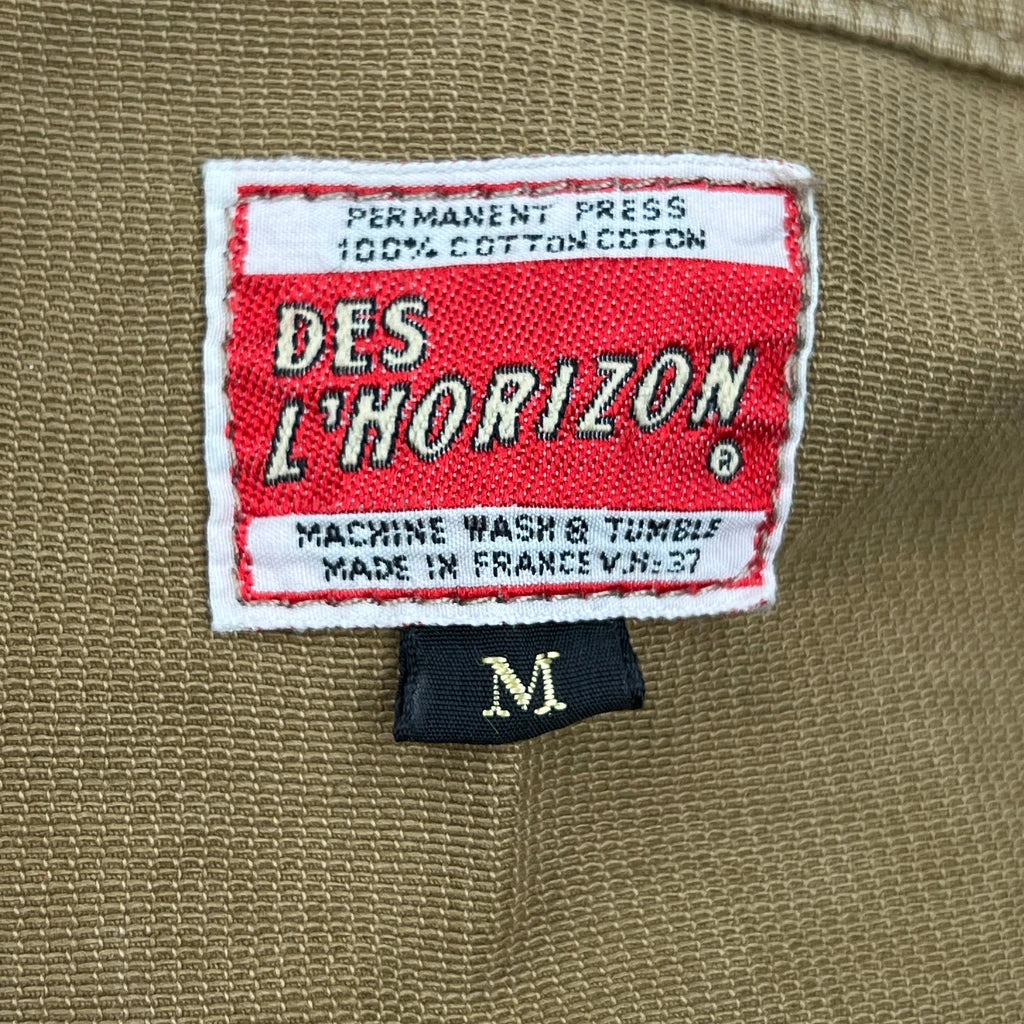 PERMANENT PRESS
100% COTTON COTON
DES
L'HORIZON
®
MACHINE WASH & TUMBLE
MADE IN FRANCE V.N:37
M